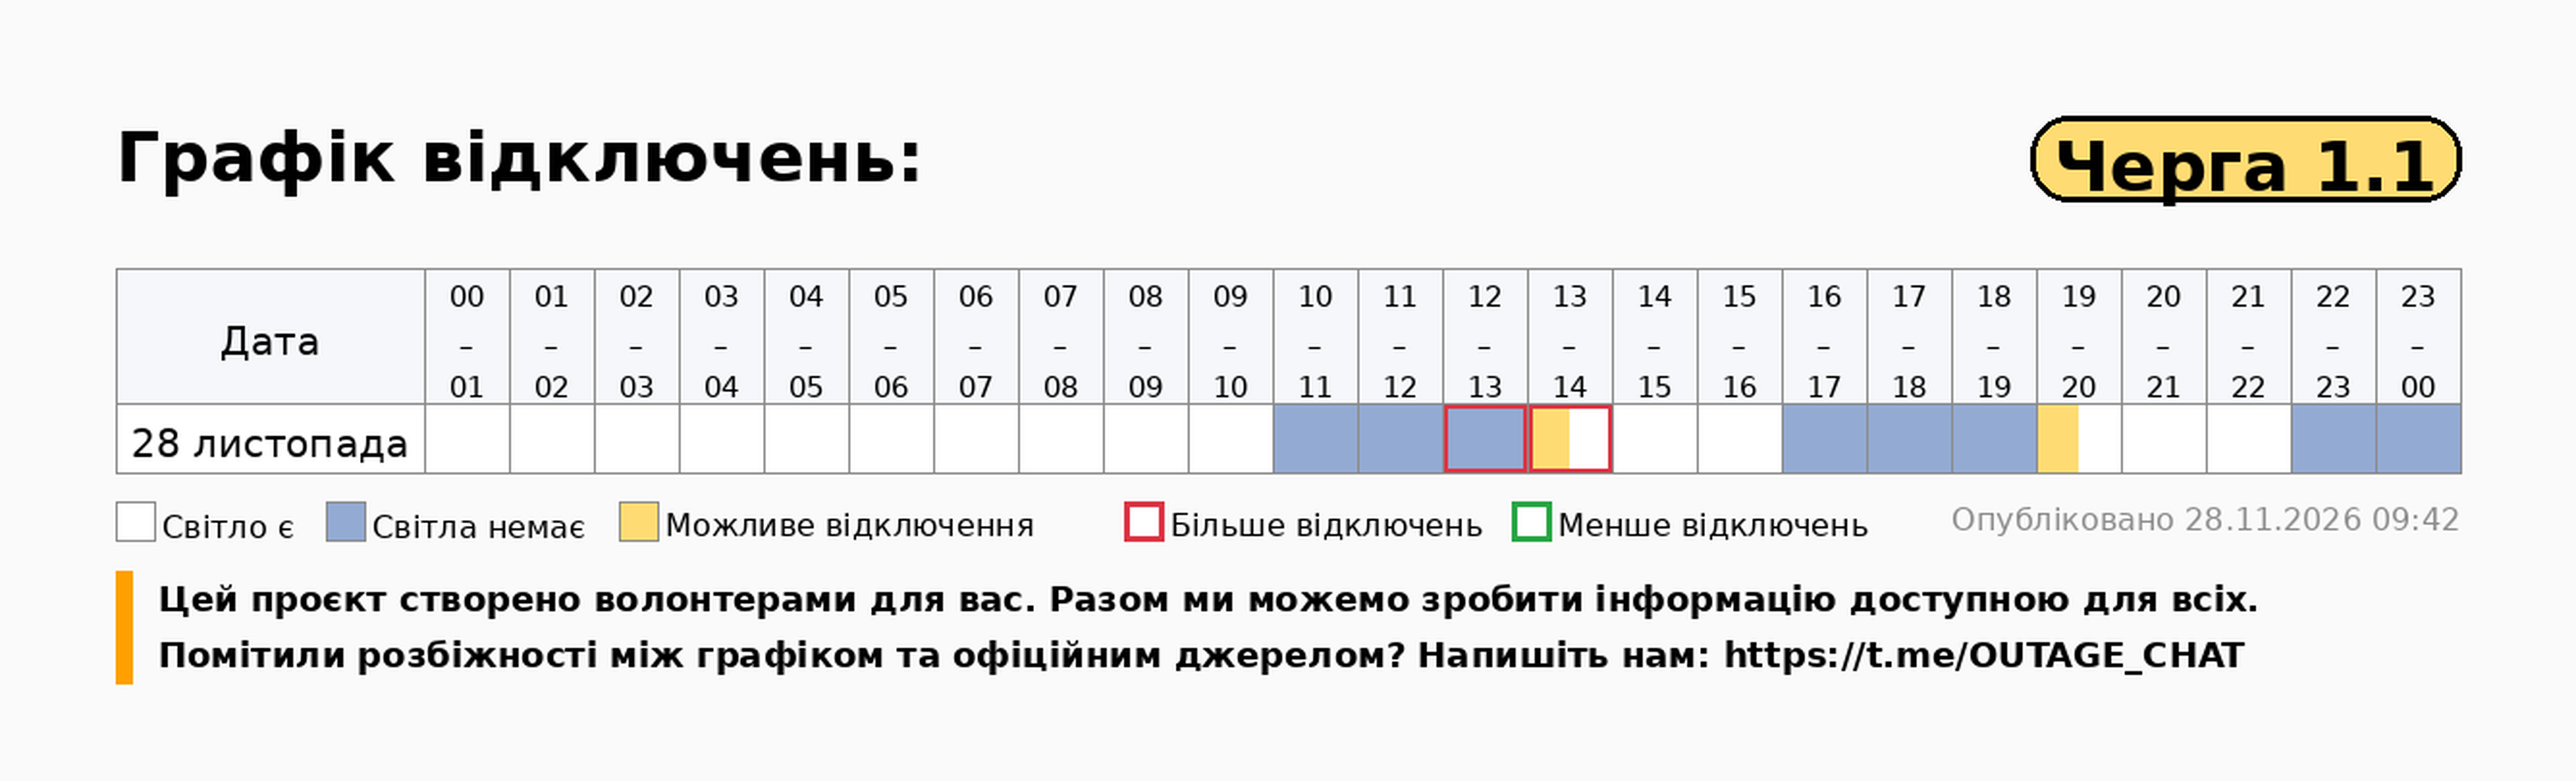 Графік відключень:
Черга 1.1
Дата
00 – 01
01 – 02
02 – 03
03 – 04
04 – 05
05 – 06
06 – 07
07 – 08
08 – 09
09 – 10
10 – 11
11 – 12
12 – 13
13 – 14
14 – 15
15 – 16
16 – 17
17 – 18
18 – 19
19 – 20
20 – 21
21 – 22
22 – 23
23 – 00
28 листопада
Світло є
Світла немає
Можливе відключення
Більше відключень
Менше відключень
Опубліковано 28.11.2026 09:42
Цей проєкт створено волонтерами для вас. Разом ми можемо зробити інформацію доступною для всіх.
Помітили розбіжності між графіком та офіційним джерелом? Напишіть нам: https://t.me/OUTAGE_CHAT